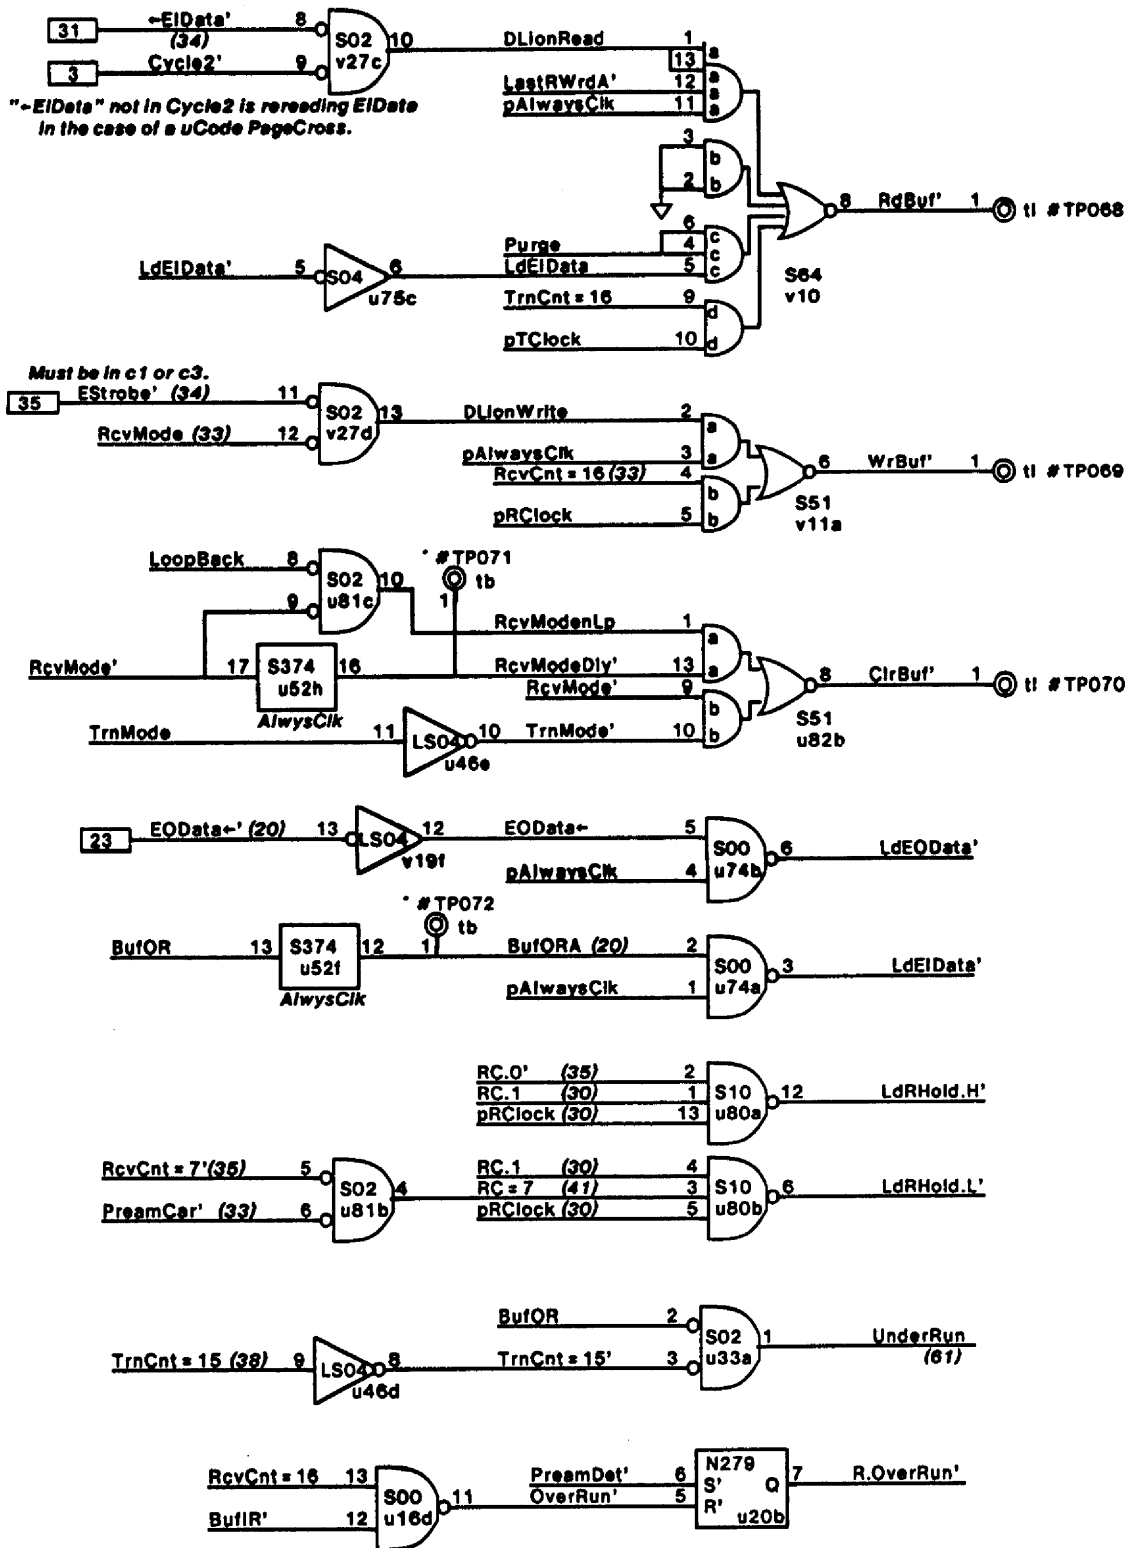 31 ←EIData' (34) 8
S02 v27c 10 DLionRead 1 a
3 Cycle2' 9
13 a
LastRWrdA' 12 a
pAlwaysClk 11 a
"←EIData" not in Cycle2 is rereading EIData
in the case of a uCode PageCross.
3 b
2 b
8 RdBuf' 1 tl #TP068
S64
v10
Purge 6 c
4 c
LdEIData' 5 S04 6 LdEIData 5 c
u75c
TrnCnt = 16 9 d
pTClock 10 d
Must be in c1 or c3.
35 EStrobe' (34) 11
S02 v27d 13 DLionWrite 2 a
RcvMode (33) 12
pAlwaysClk 3 a
RcvCnt = 16 (33) 4 b
pRClock 5 b
6 WrBuf' 1 tl #TP069
S51
v11a
LoopBack 8
S02 u81c 10
9
* #TP071
tb
1
RcvModenLp 1 a
RcvMode' 17 S374 u52h 16 RcvModeDly' 13 a
AlwysClk
RcvMode' 9 b
TrnMode 11 LS04 10 TrnMode' 10 b
u46e
8 ClrBuf' 1 tl #TP070
S51
u82b
23 EOData←' (20) 13 LS04 12 EOData← 5
v19f
pAlwaysClk 4
S00 u74b 6 LdEOData'
* #TP072
tb
BufOR 13 S374 u52f 12 1 BufORA (20) 2
AlwysClk
pAlwaysClk 1
S00 u74a 3 LdEIData'
RC.0' (35) 2
RC.1 (30) 1
pRClock (30) 13
S10 u80a 12 LdRHold.H'
RcvCnt = 7' (35) 5
PreamCar' (33) 6
S02 u81b 4
RC.1 (30) 4
RC = 7 (41) 3
pRClock (30) 5
S10 u80b 6 LdRHold.L'
BufOR 2
TrnCnt = 15 (38) 9 LS04 8 TrnCnt = 15' 3
u46d
S02 u33a 1 UnderRun
(61)
RcvCnt = 16 13
BufIR' 12
S00 u16d 11
PreamDet' 6
OverRun' 5
N279
S' Q 7 R.OverRun'
R'
u20b